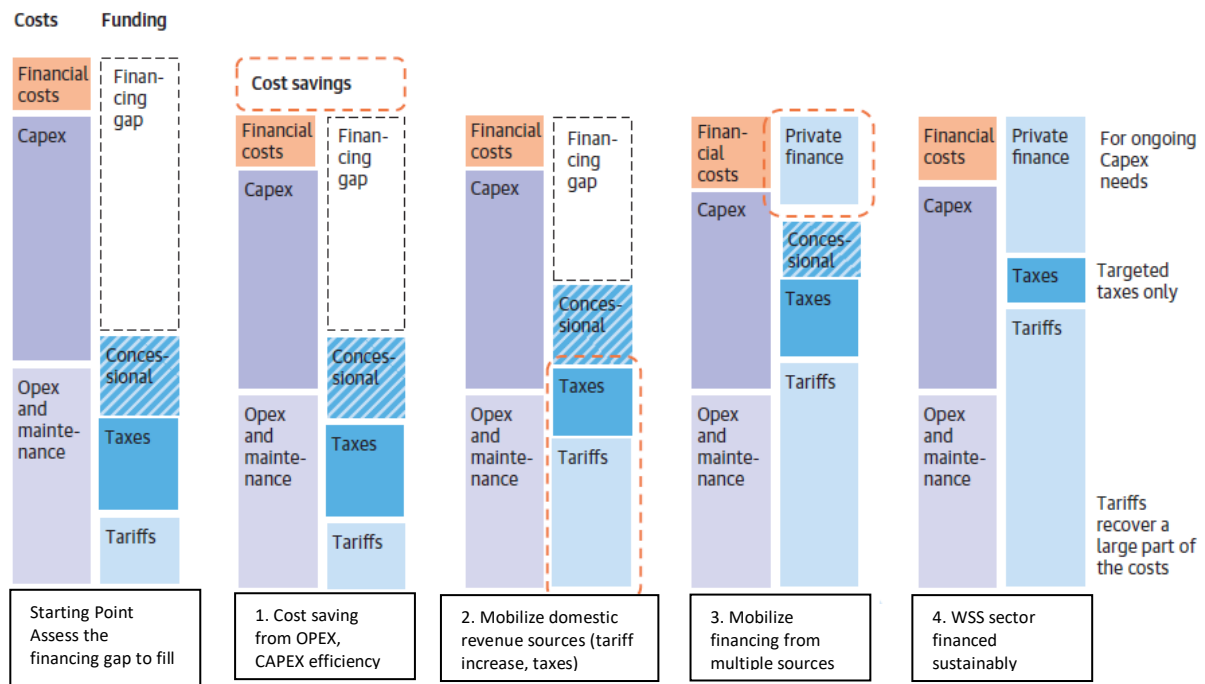 Costs
Funding
Financial
costs
Capex
Opex
and
mainte-
nance
Finan-
cing
gap
Conces-
sional
Taxes
Tariffs
Starting Point
Assess the
financing gap to fill
Cost savings
Financial
costs
Capex
Opex
and
mainte-
nance
Finan-
cing
gap
Conces-
sional
Taxes
Tariffs
1. Cost saving
from OPEX,
CAPEX efficiency
Financial
costs
Capex
Opex
and
mainte-
nance
Finan-
cing
gap
Conces-
sional
Taxes
Tariffs
2. Mobilize domestic
revenue sources (tariff
increase, taxes)
Finan-
cial
costs
Capex
Opex
and
mainte-
nance
Private
finance
Conces-
sional
Taxes
Tariffs
3. Mobilize
financing from
multiple sources
Financial
costs
Capex
Opex
and
mainte-
nance
Private
finance
Taxes
Tariffs
For ongoing
Capex
needs
Targeted
taxes only
Tariffs
recover a
large part of
the costs
4. WSS sector
financed
sustainably